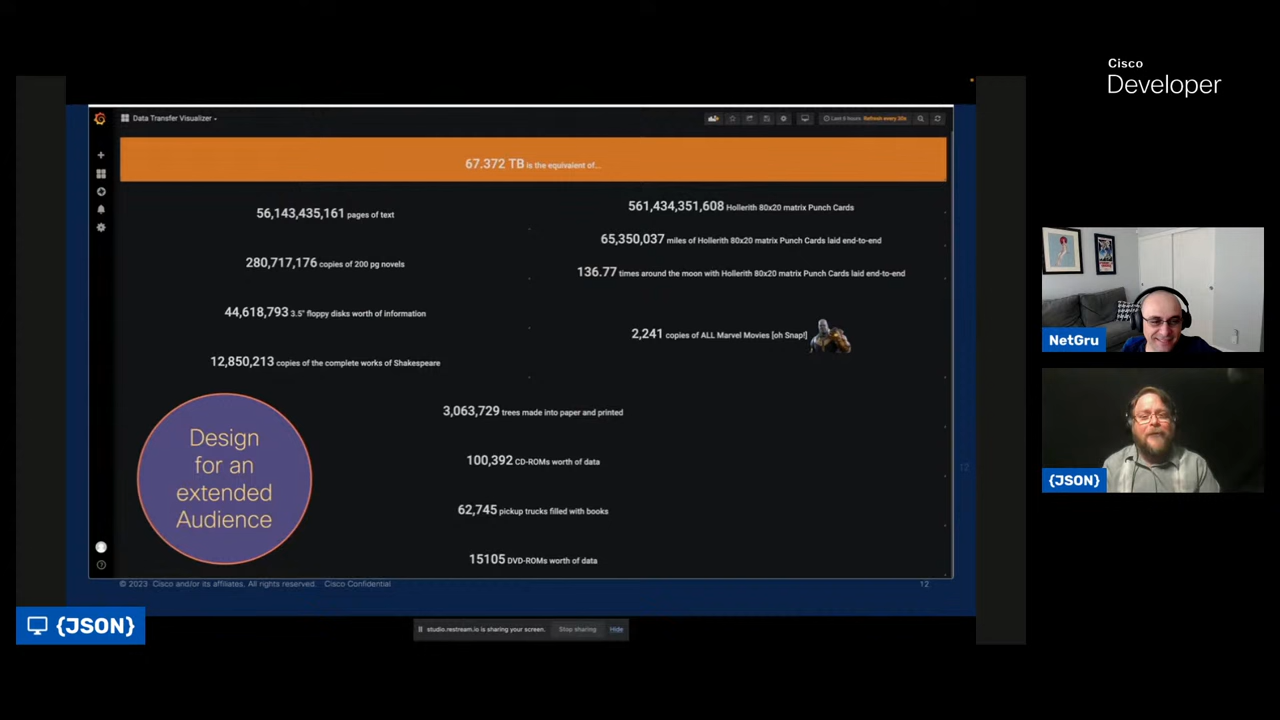 Cisco
Developer
Data Transfer Visualizer
Last 6 hours Refresh every 30s
67.372 TB is the equivalent of...
56,143,435,161 pages of text
280,717,176 copies of 200 pg novels
44,618,793 3.5" floppy disks worth of information
12,850,213 copies of the complete works of Shakespeare
561,434,351,608 Hollerith 80x20 matrix Punch Cards
65,350,037 miles of Hollerith 80x20 matrix Punch Cards laid end-to-end
136.77 times around the moon with Hollerith 80x20 matrix Punch Cards laid end-to-end
2,241 copies of ALL Marvel Movies [oh Snap!]
3,063,729 trees made into paper and printed
100,392 CD-ROMs worth of data
62,745 pickup trucks filled with books
15105 DVD-ROMs worth of data
Design
for an
extended
Audience
© 2023 Cisco and/or its affiliates. All rights reserved. Cisco Confidential
12
12
NetGru
{JSON}
{JSON}
studio.restream.io is sharing your screen.
Stop sharing
Hide